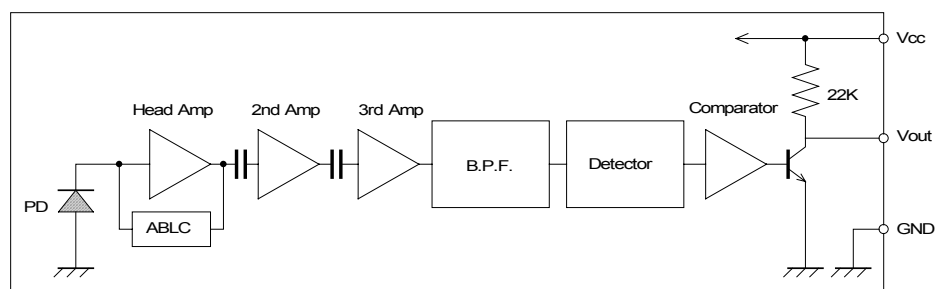 Vcc
22K
Head Amp
2nd Amp
3rd Amp
Comparator
Vout
B.P.F.
Detector
PD
ABLC
GND